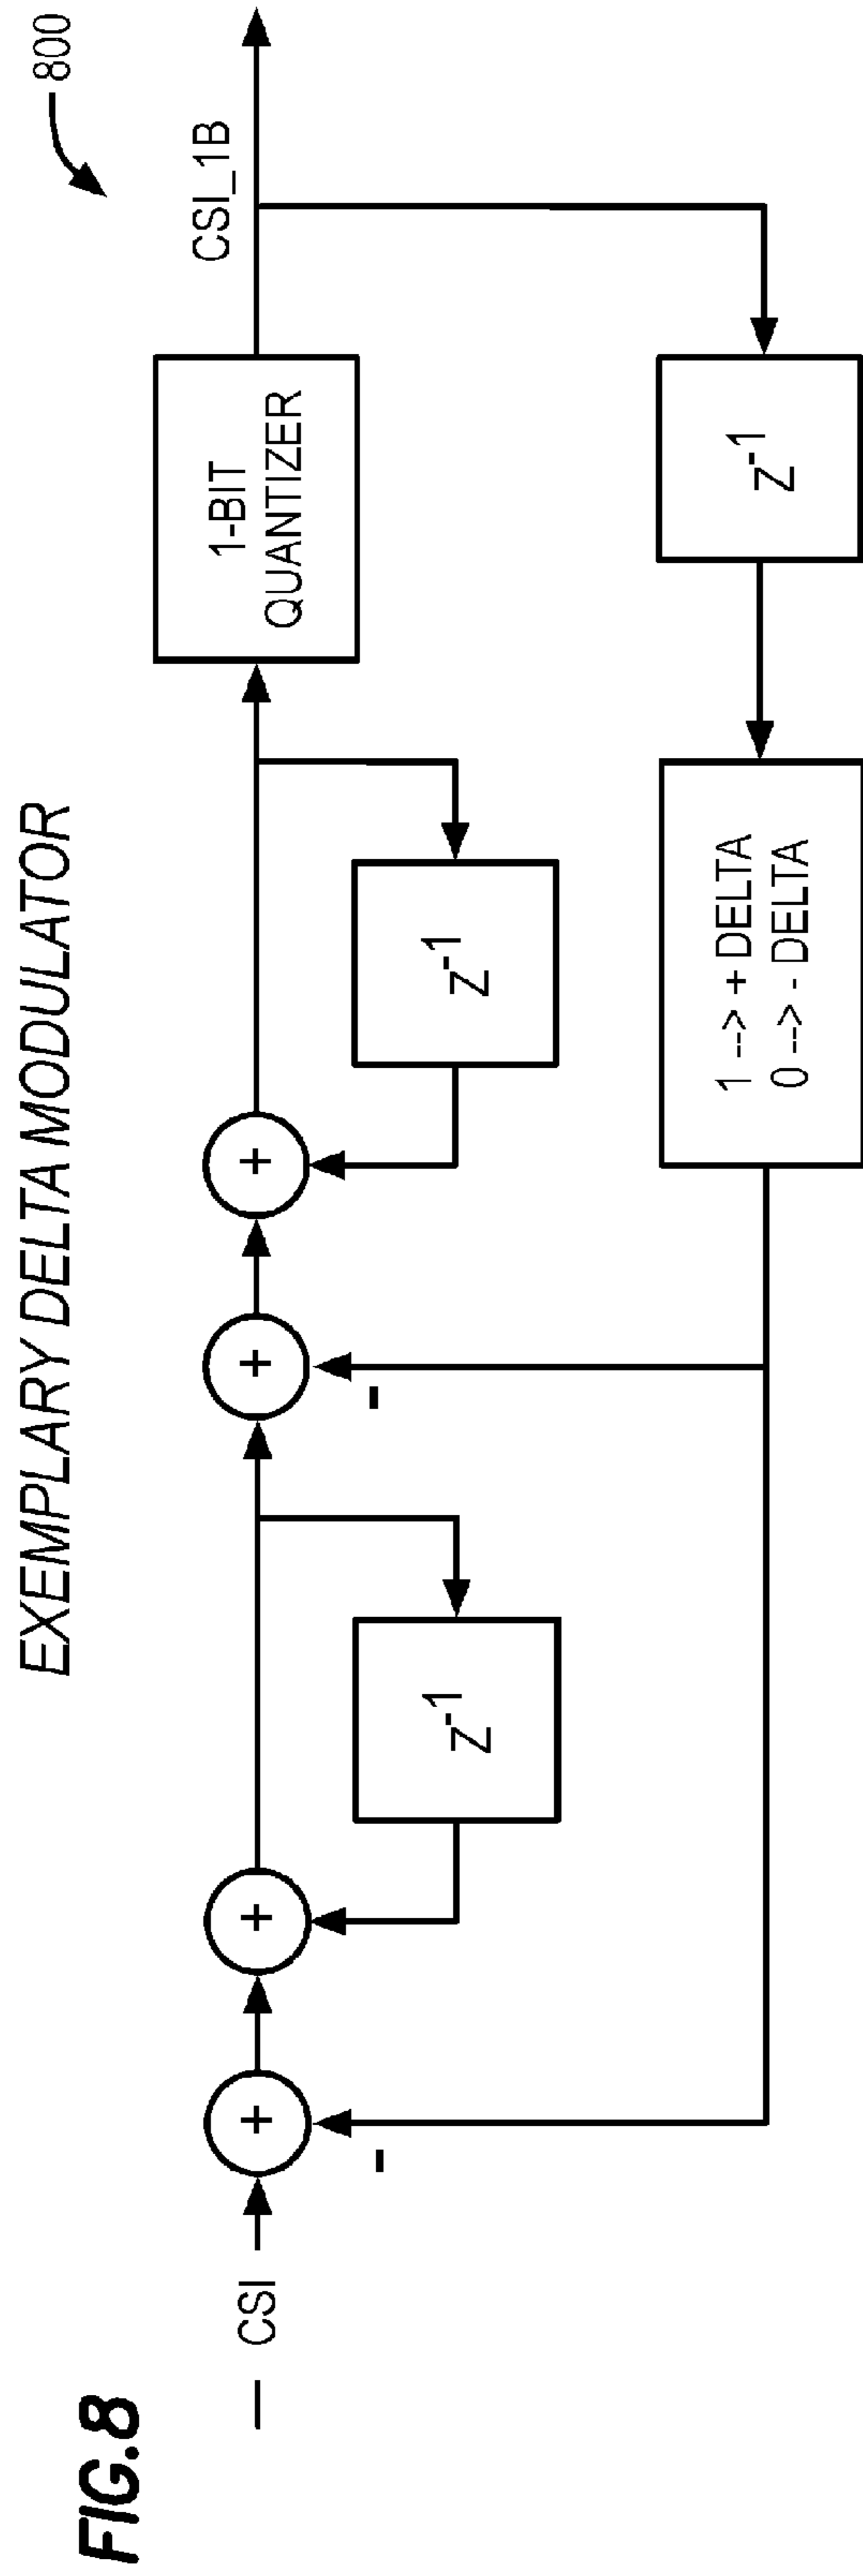 FIG.8
EXEMPLARY DELTA MODULATOR
800
CSI
+
+
+
+
-
-
Z-1
Z-1
1-BIT
QUANTIZER
CSI_1B
1 --> + DELTA
0 --> - DELTA
Z-1